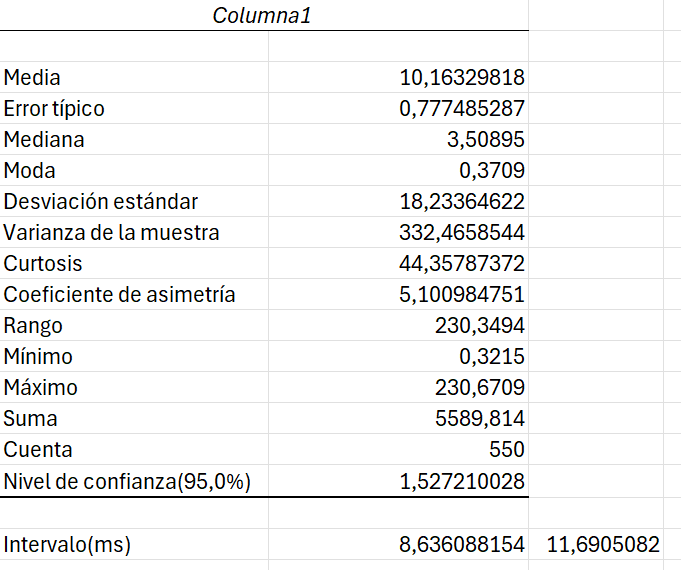 Columna1
Media 10,16329818
Error típico 0,777485287
Mediana 3,50895
Moda 0,3709
Desviación estándar 18,23364622
Varianza de la muestra 332,4658544
Curtosis 44,35787372
Coeficiente de asimetría 5,100984751
Rango 230,3494
Mínimo 0,3215
Máximo 230,6709
Suma 5589,814
Cuenta 550
Nivel de confianza(95,0%) 1,527210028
Intervalo(ms) 8,636088154 11,6905082